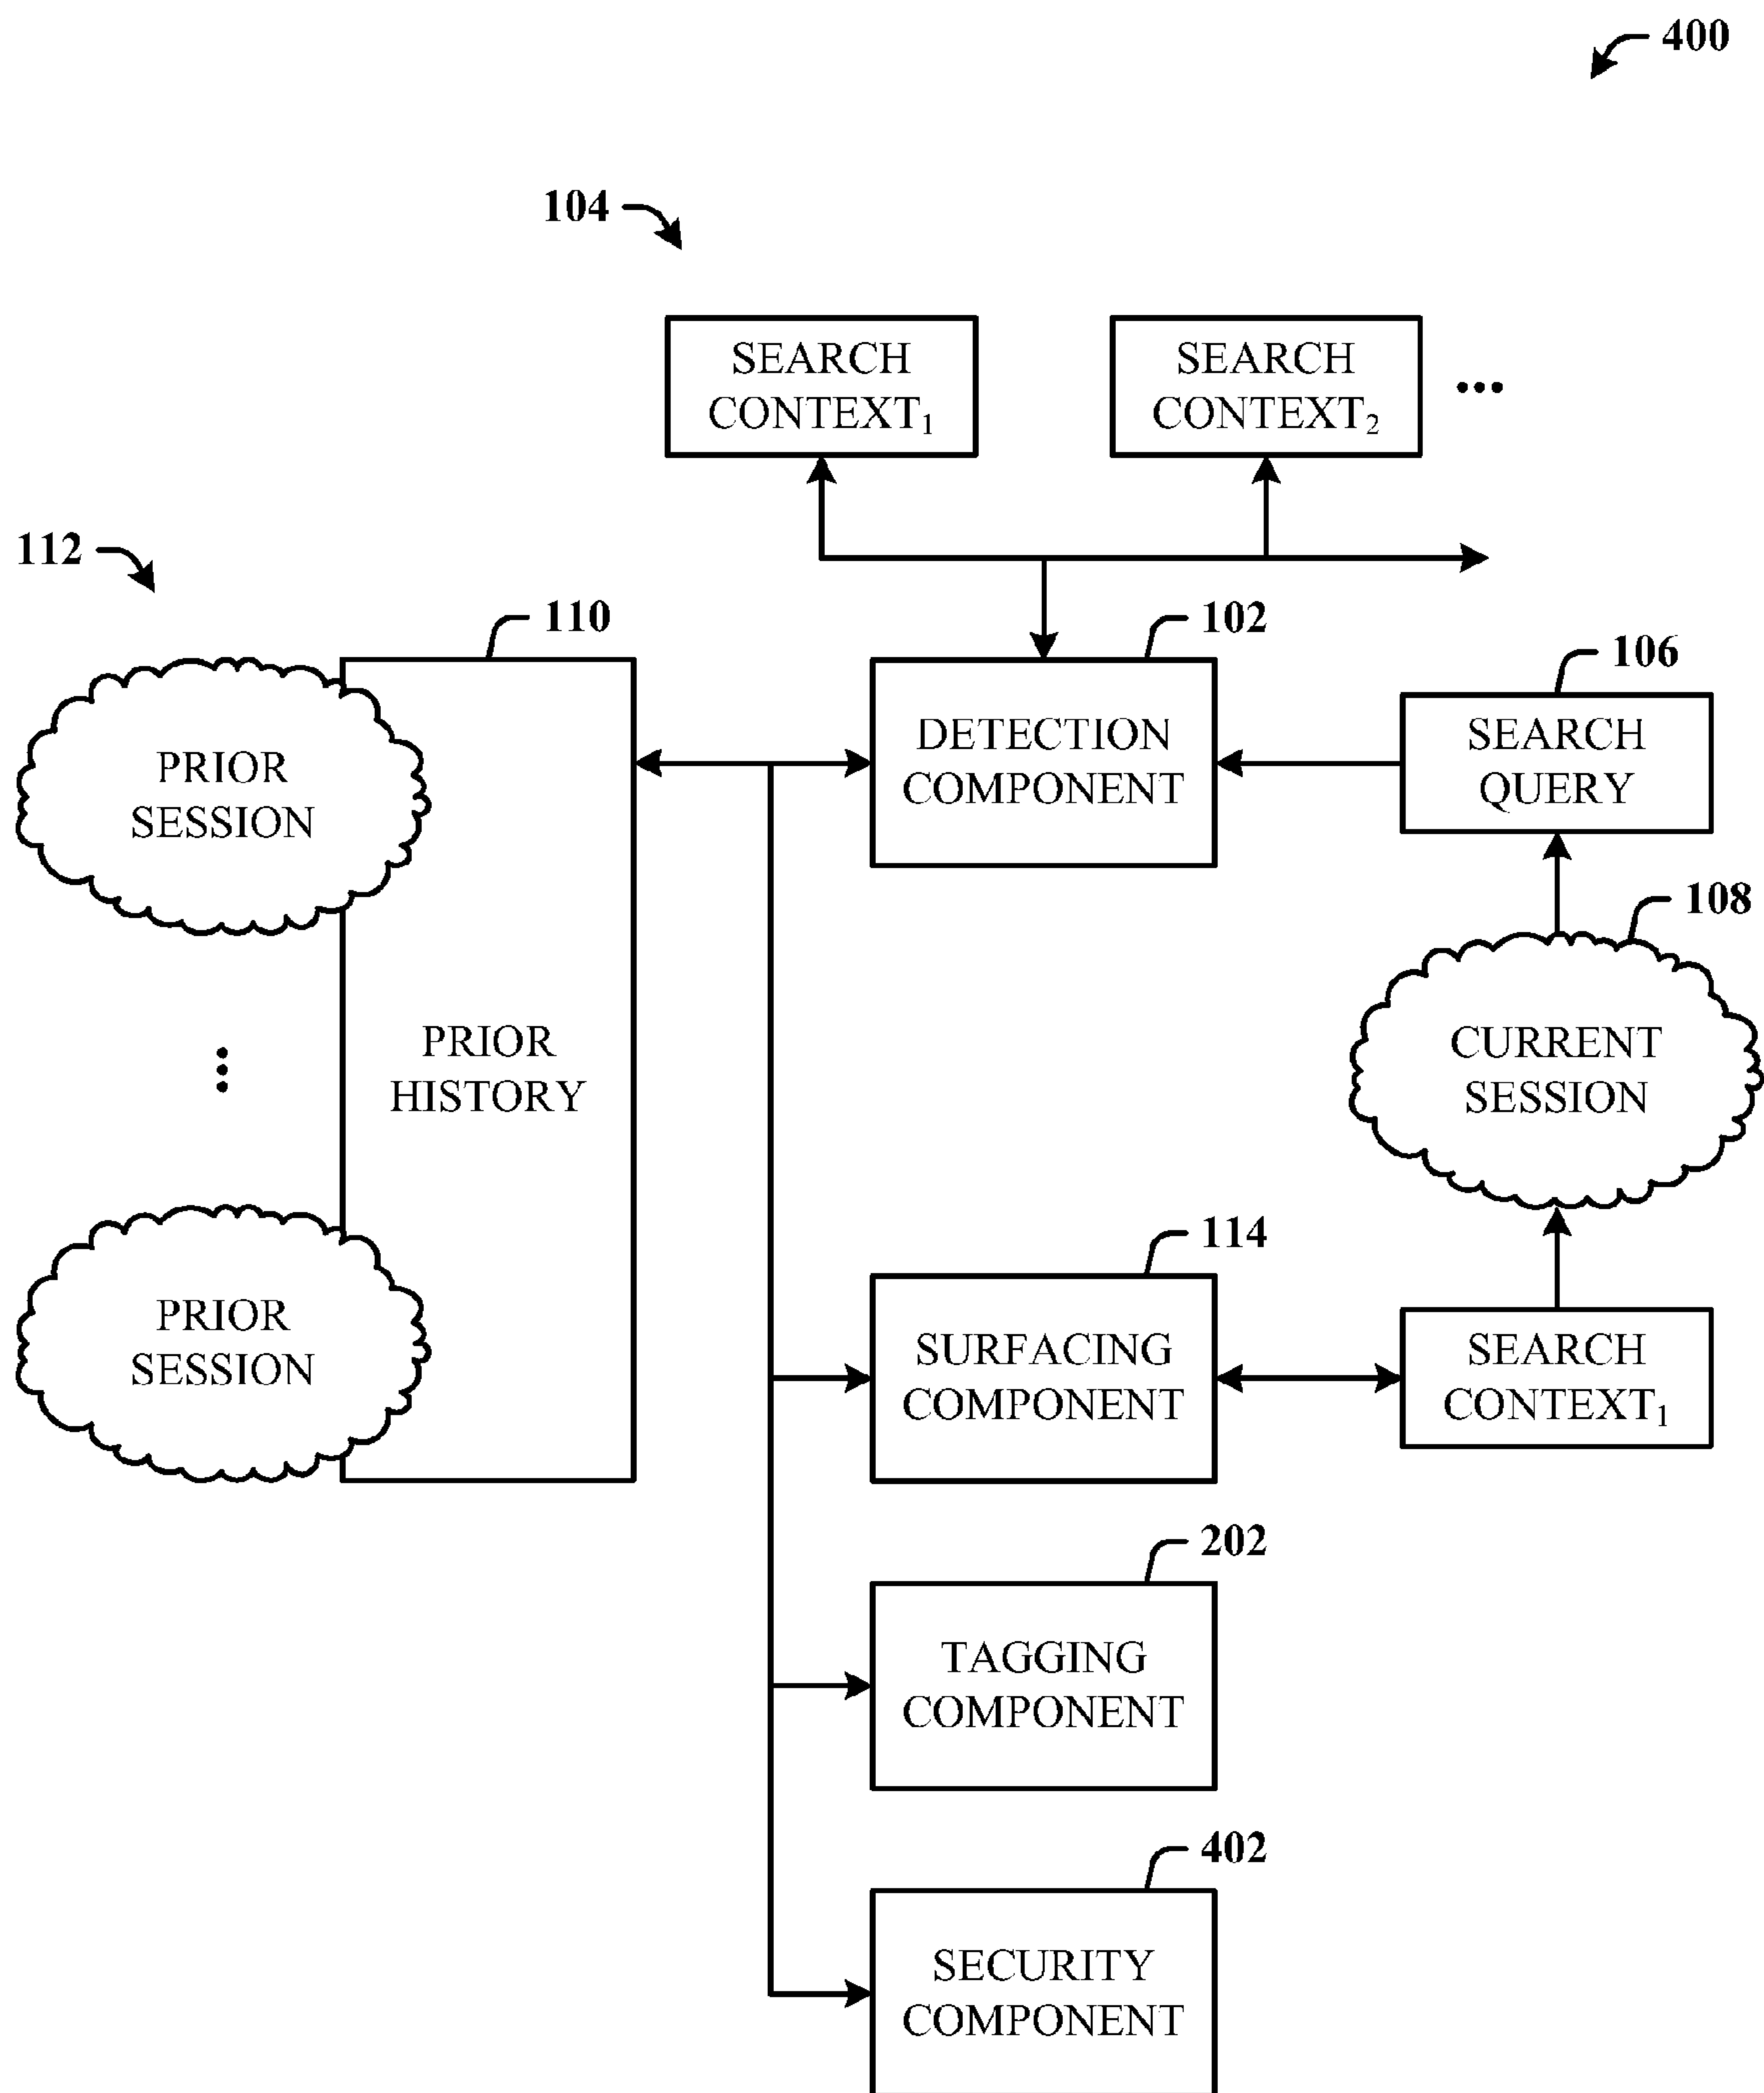 400
104
SEARCH
CONTEXT₁
SEARCH
CONTEXT₂
...
112
110
102
106
PRIOR
SESSION
DETECTION
COMPONENT
SEARCH
QUERY
108
PRIOR
HISTORY
CURRENT
SESSION
114
PRIOR
SESSION
SURFACING
COMPONENT
SEARCH
CONTEXT₁
202
TAGGING
COMPONENT
402
SECURITY
COMPONENT